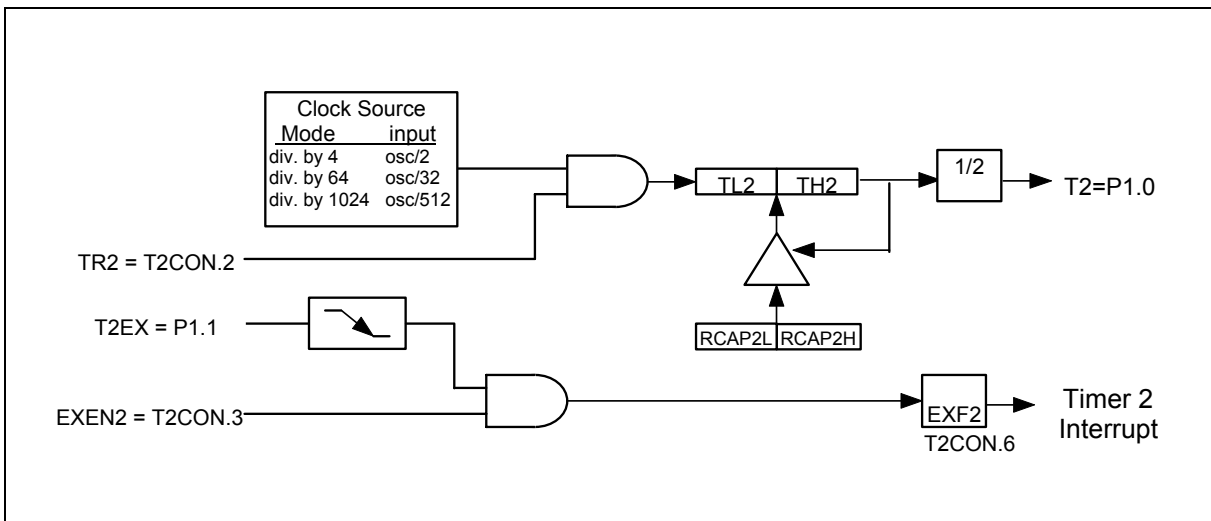 Clock Source
Mode input
div. by 4 osc/2
div. by 64 osc/32
div. by 1024 osc/512
TL2 TH2
1/2
T2=P1.0
TR2 = T2CON.2
T2EX = P1.1
RCAP2L RCAP2H
EXEN2 = T2CON.3
EXF2
T2CON.6
Timer 2
Interrupt